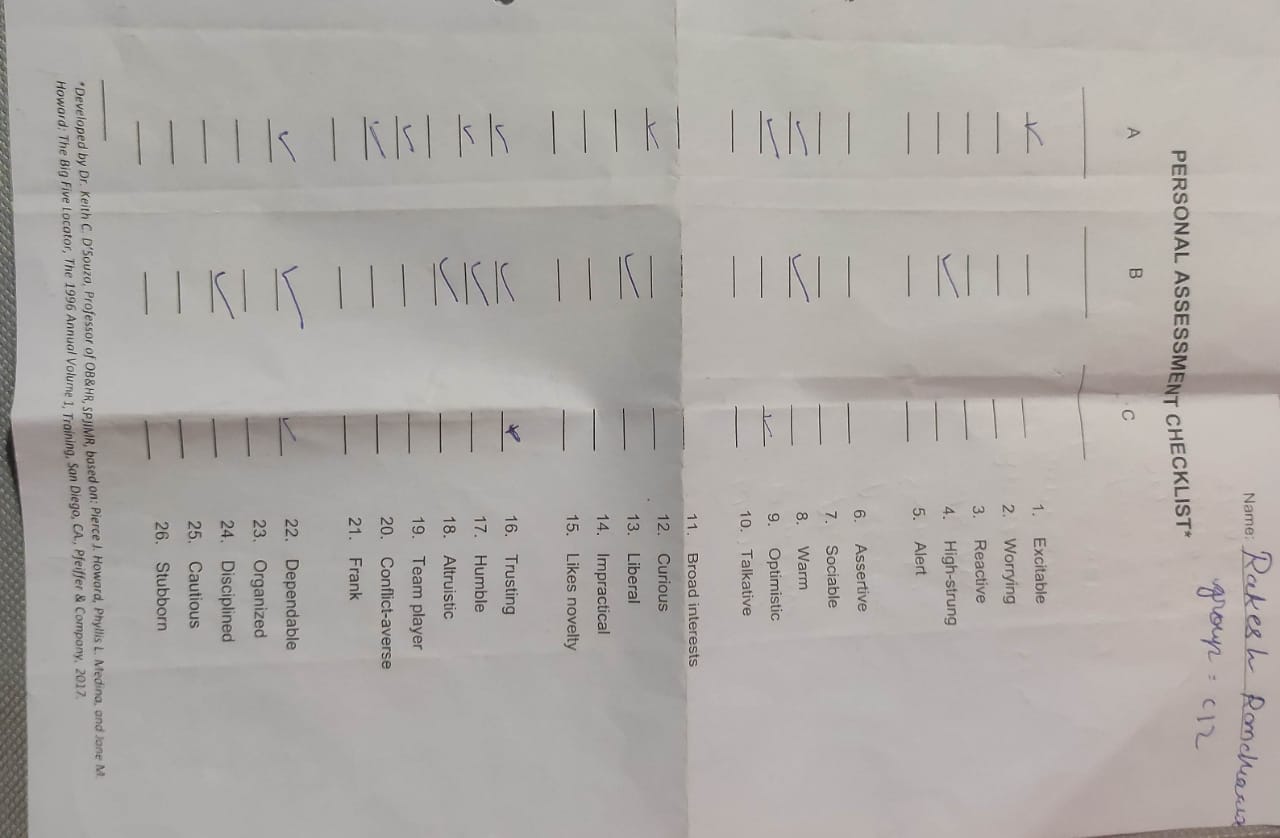 Name: Rakesh
group = C12
PERSONAL ASSESSMENT CHECKLIST*
A B C
✓ 1. Excitable
2. Worrying
3. Reactive
✓ 4. High-strung
5. Alert
6. Assertive
7. Sociable
✓ ✓ 8. Warm
✓ ✓ 9. Optimistic
10. Talkative
11. Broad interests
✓ 12. Curious
✓ 13. Liberal
14. Impractical
15. Likes novelty
✓ ✓ ✓ 16. Trusting
✓ ✓ 17. Humble
✓ 18. Altruistic
✓ 19. Team player
✓ 20. Conflict-averse
21. Frank
✓ ✓ ✓ 22. Dependable
23. Organized
✓ 24. Disciplined
25. Cautious
26. Stubborn
*Developed by Dr. Keith C. D'Souza, Professor of OB&HR, SPJIMR, based on: Pierce J. Howard, Phyllis L. Medina, and Jane M.
Howard: The Big Five Locator, The 1996 Annual Volume 1, Training, San Diego, CA, Pfeiffer & Company, 2017.